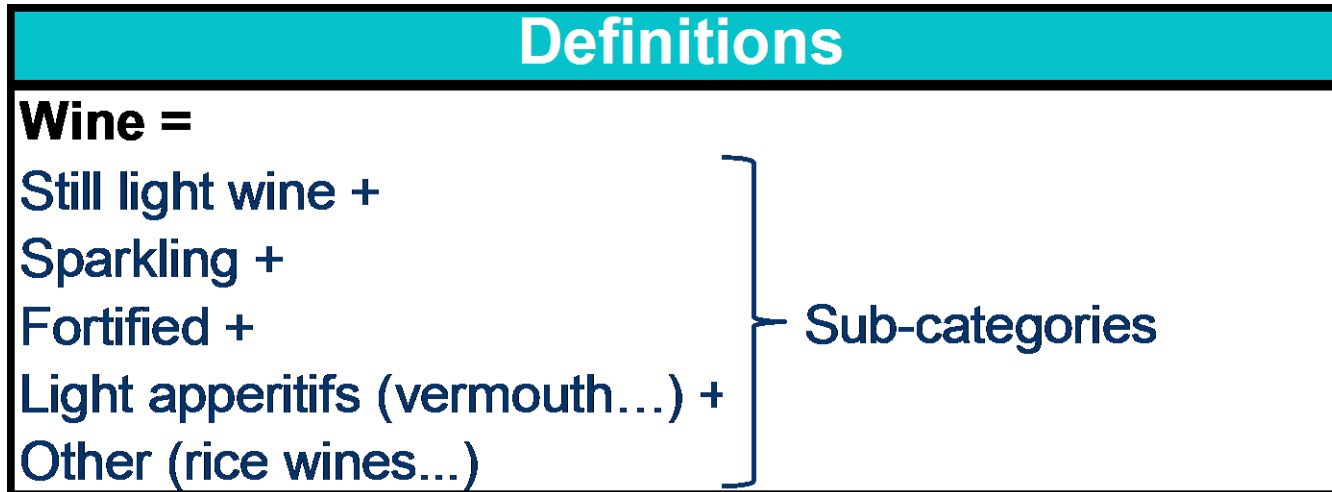 Definitions
Wine =
Still light wine +
Sparkling +
Fortified +
Sub-categories
Light apperitifs (vermouth…) +
Other (rice wines...)